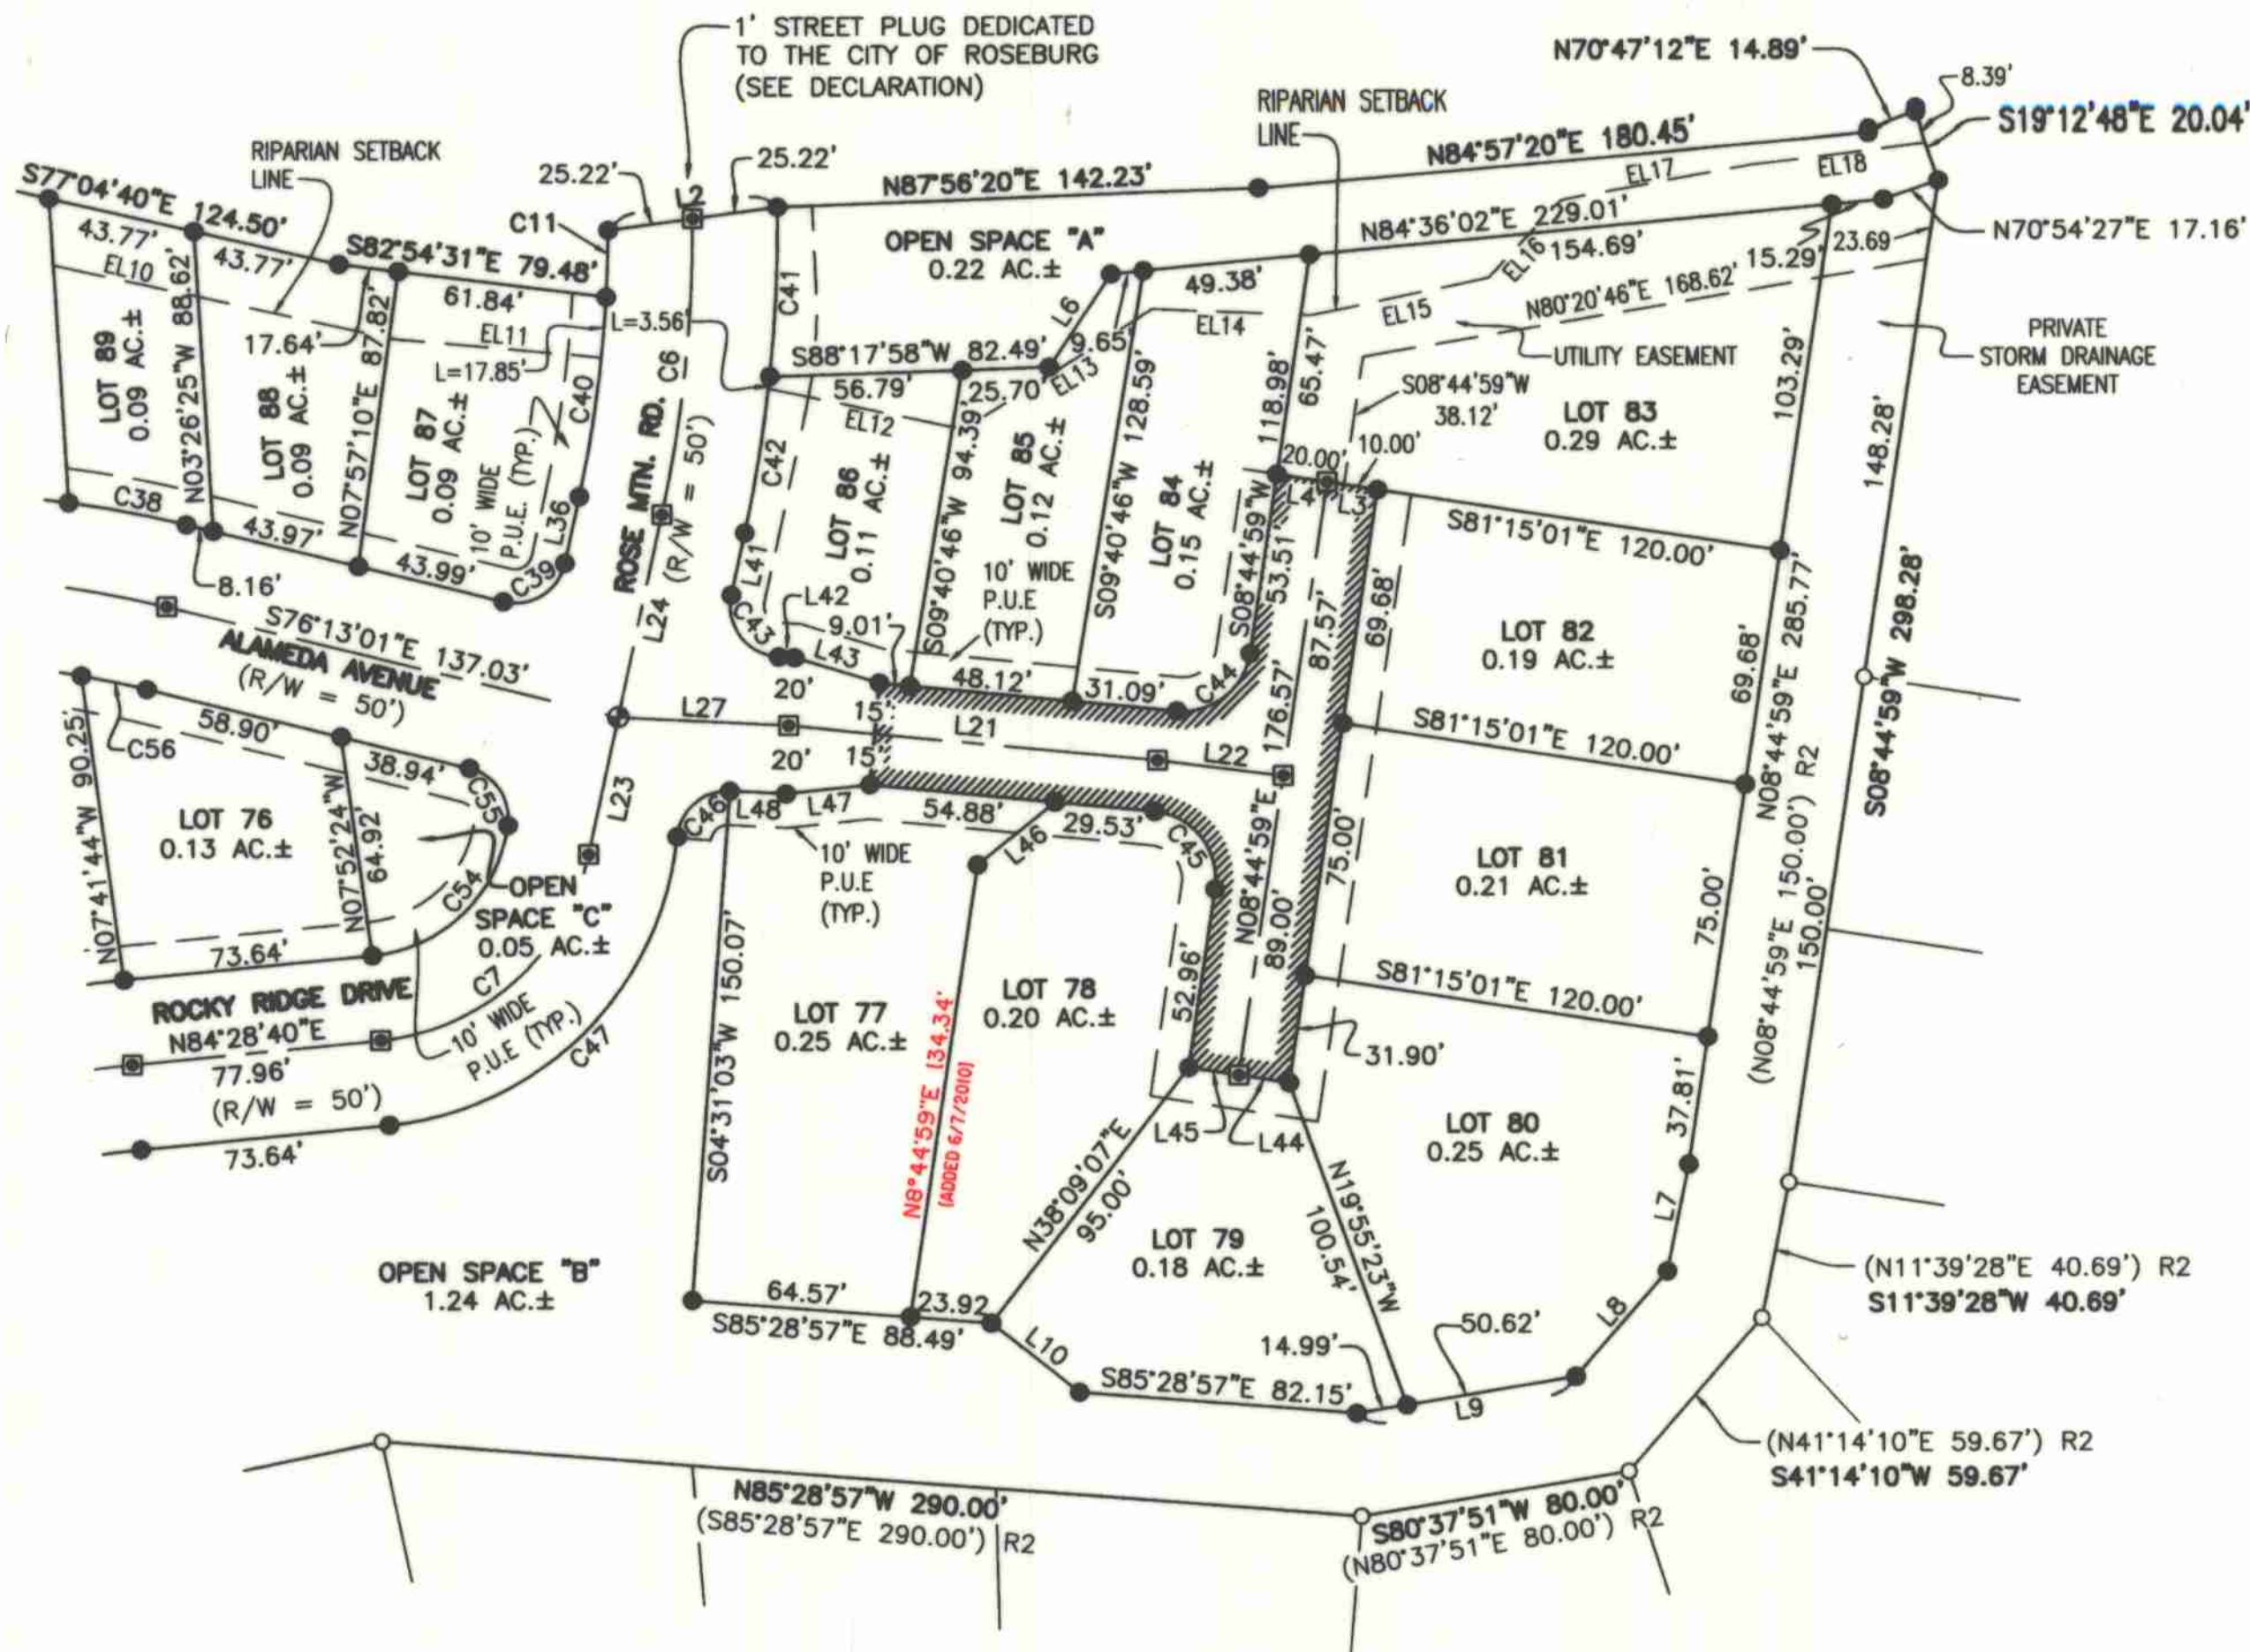 1' STREET PLUG DEDICATED
TO THE CITY OF ROSEBURG
(SEE DECLARATION)
N70°47'12"E 14.89'
8.39'
S19°12'48"E 20.04'
RIPARIAN SETBACK
LINE
RIPARIAN SETBACK
LINE
S77°04'40"E 124.50'
43.77'
EL10
43.77'
S82°54'31"E 79.48'
61.84'
EL11
17.64'
L=17.85'
C11
25.22'
L2
25.22'
N87°56'20"E 142.23'
N84°57'20"E 180.45'
EL17
EL18
OPEN SPACE "A"
0.22 AC.±
N84°36'02"E 229.01'
154.69'
EL16
15.29'
23.69
N70°54'27"E 17.16'
49.38'
EL14
EL15
N80°20'46"E 168.62'
UTILITY EASEMENT
PRIVATE
STORM DRAINAGE
EASEMENT
LOT 89
0.09 AC.±
N03°26'25"W 88.62'
LOT 88
0.09 AC.±
N07°57'10"E 87.82'
LOT 87
0.09 AC.±
10' WIDE
P.U.E. (TYP.)
C40
L36
C39
L=3.56'
C41
C6
ROSE MTN. RD.
(R/W = 50')
L24
S88°17'58"W 82.49'
56.79'
25.70'
EL12
EL13
L6
9.65
C42
L41
C43
L42
9.01'
L43
LOT 86
0.11 AC.±
S09°40'46"W 94.39'
LOT 85
0.12 AC.±
10' WIDE
P.U.E
(TYP.)
S09°40'46"W 128.59'
LOT 84
0.15 AC.±
118.98'
65.47'
S08°44'59"W
38.12'
LOT 83
0.29 AC.±
103.29'
148.28'
20.00'
10.00'
L4
L3
S08°44'59"W
53.51'
S81°15'01"E 120.00'
C38
8.16'
43.97'
43.99'
S76°13'01"E 137.03'
ALAMEDA AVENUE
(R/W = 50')
48.12'
31.09'
C44
87.57'
176.57'
69.68'
LOT 82
0.19 AC.±
69.68'
N08°44'59"E 285.77'
S08°44'59"W 298.28'
20'
15'
15'
20'
L27
L21
L22
S81°15'01"E 120.00'
C56
58.90'
38.94'
C55
N07°41'44"W 90.25'
LOT 76
0.13 AC.±
N07°52'24"W
64.92'
C54
73.64'
OPEN
SPACE "C"
0.05 AC.±
L23
C46
L48
L47
54.88'
L46
29.53'
C45
10' WIDE
P.U.E
(TYP.)
N08°44'59"E
89.00'
75.00'
LOT 81
0.21 AC.±
75.00'
(N08°44'59"E 150.00') R2
150.00'
S81°15'01"E 120.00'
ROCKY RIDGE DRIVE
N84°28'40"E
77.96'
(R/W = 50')
73.64'
C7
10' WIDE
P.U.E (TYP.)
C47
S04°31'03"W 150.07'
LOT 77
0.25 AC.±
LOT 78
0.20 AC.±
52.96'
31.90'
N8°44'59"E 134.34'
(ADDED 6/7/2010)
L45
L44
LOT 80
0.25 AC.±
37.81'
L7
N38°09'07"E
95.00'
N19°55'23"W
100.54'
LOT 79
0.18 AC.±
OPEN SPACE "B"
1.24 AC.±
64.57'
23.92
S85°28'57"E 88.49'
L10
S85°28'57"E 82.15'
14.99'
50.62'
L9
L8
(N11°39'28"E 40.69') R2
S11°39'28"W 40.69'
(N41°14'10"E 59.67') R2
S41°14'10"W 59.67'
N85°28'57"W 290.00'
(S85°28'57"E 290.00') R2
S80°37'51"W 80.00'
(N80°37'51"E 80.00') R2